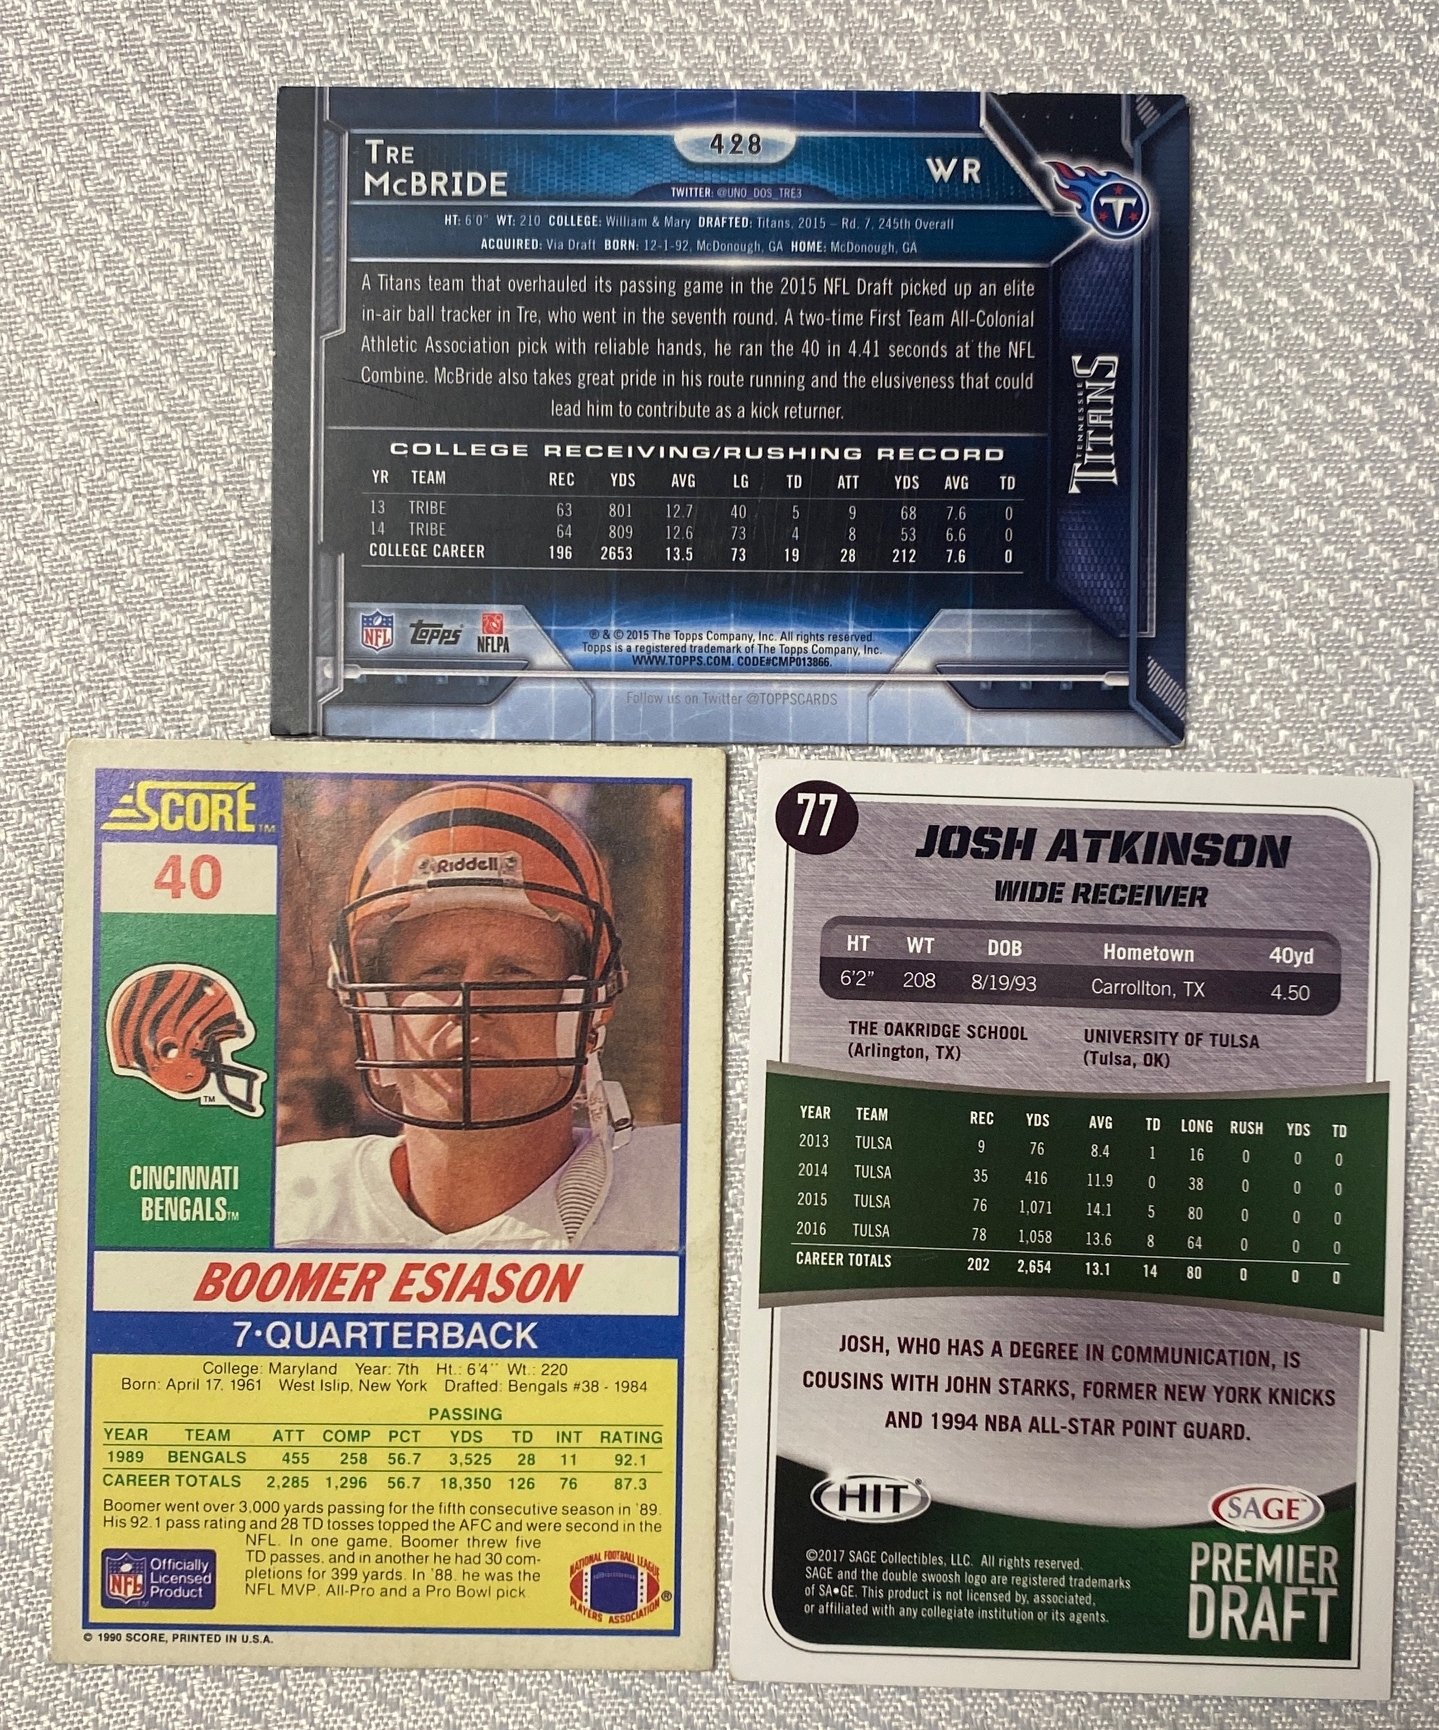 TRE
McBRIDE
428
TWITTER: @UNO_DOS_TRE3
WR
T
HT: 6'0" WT: 210 COLLEGE: William & Mary DRAFTED: Titans, 2015 – Rd. 7, 245th Overall
ACQUIRED: Via Draft BORN: 12-1-92, McDonough, GA HOME: McDonough, GA
A Titans team that overhauled its passing game in the 2015 NFL Draft picked up an elite
in-air ball tracker in Tre, who went in the seventh round. A two-time First Team All-Colonial
Athletic Association pick with reliable hands, he ran the 40 in 4.41 seconds at the NFL
Combine. McBride also takes great pride in his route running and the elusiveness that could
lead him to contribute as a kick returner.
TENNESSEE
TITANS
COLLEGE RECEIVING/RUSHING RECORD
YR TEAM REC YDS AVG LG TD ATT YDS AVG TD
13 TRIBE 63 801 12.7 40 5 9 68 7.6 0
14 TRIBE 64 809 12.6 73 4 8 53 6.6 0
COLLEGE CAREER 196 2653 13.5 73 19 28 212 7.6 0
NFL Topps NFLPA
® & © 2015 The Topps Company, Inc. All rights reserved.
Topps is a registered trademark of The Topps Company, Inc.
WWW.TOPPS.COM. CODE#CMP013866.
Follow us on Twitter @TOPPSCARDS
SCORE™
40
Riddell
TM
CINCINNATI
BENGALS™
BOOMER ESIASON
7·QUARTERBACK
College: Maryland Year: 7th Ht.: 6'4" Wt.: 220
Born: April 17, 1961 West Islip, New York Drafted: Bengals #38 - 1984
PASSING
YEAR TEAM ATT COMP PCT YDS TD INT RATING
1989 BENGALS 455 258 56.7 3,525 28 11 92.1
CAREER TOTALS 2,285 1,296 56.7 18,350 126 76 87.3
Boomer went over 3,000 yards passing for the fifth consecutive season in '89.
His 92.1 pass rating and 28 TD tosses topped the AFC and were second in the
NFL. In one game, Boomer threw five
TD passes, and in another he had 30 com-
pletions for 399 yards. In '88, he was the
NFL MVP, All-Pro and a Pro Bowl pick.
NFL
TM
Officially
Licensed
Product
NATIONAL FOOTBALL LEAGUE
PLAYERS ASSOCIATION ®
© 1990 SCORE, PRINTED IN U.S.A.
77
JOSH ATKINSON
WIDE RECEIVER
HT WT DOB Hometown 40yd
6'2" 208 8/19/93 Carrollton, TX 4.50
THE OAKRIDGE SCHOOL
(Arlington, TX)
UNIVERSITY OF TULSA
(Tulsa, OK)
YEAR TEAM REC YDS AVG TD LONG RUSH YDS TD
2013 TULSA 9 76 8.4 1 16 0 0 0
2014 TULSA 35 416 11.9 0 38 0 0 0
2015 TULSA 76 1,071 14.1 5 80 0 0 0
2016 TULSA 78 1,058 13.6 8 64 0 0 0
CAREER TOTALS 202 2,654 13.1 14 80 0 0 0
JOSH, WHO HAS A DEGREE IN COMMUNICATION, IS
COUSINS WITH JOHN STARKS, FORMER NEW YORK KNICKS
AND 1994 NBA ALL-STAR POINT GUARD.
HIT®
SAGE™
©2017 SAGE Collectibles, LLC. All rights reserved.
SAGE and the double swoosh logo are registered trademarks
of SA•GE. This product is not licensed by, associated,
or affiliated with any collegiate institution or its agents.
PREMIER
DRAFT